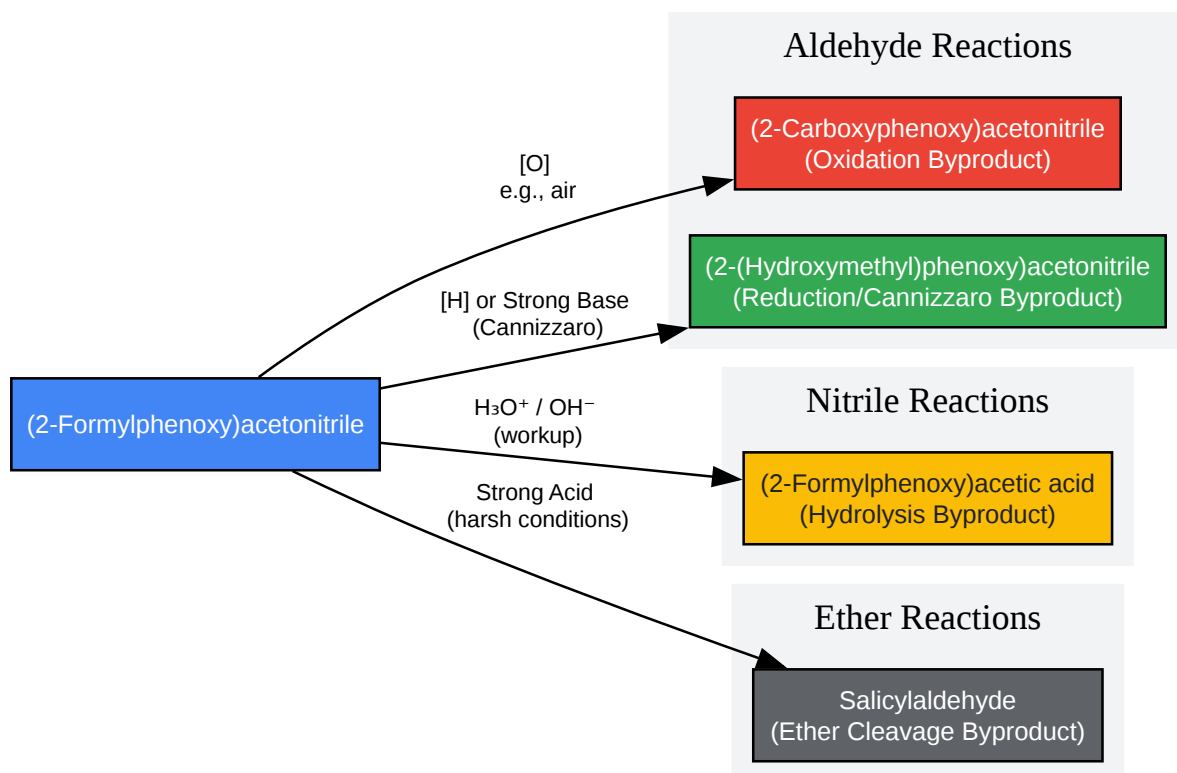 Aldehyde Reactions
(2-Carboxyphenoxy)acetonitrile
(Oxidation Byproduct)
[O]
e.g., air
(2-(Hydroxymethyl)phenoxy)acetonitrile
(Reduction/Cannizzaro Byproduct)
[H] or Strong Base
(Cannizzaro)
(2-Formylphenoxy)acetonitrile
Nitrile Reactions
H₃O⁺ / OH⁻
(workup)
(2-Formylphenoxy)acetic acid
(Hydrolysis Byproduct)
Strong Acid
(harsh conditions)
Ether Reactions
Salicylaldehyde
(Ether Cleavage Byproduct)